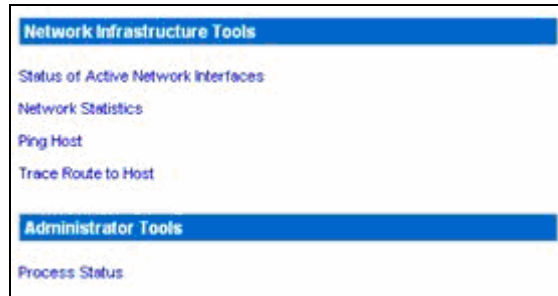 Network Infrastructure Tools
Status of Active Network Interfaces
Network Statistics
Ping Host
Trace Route to Host
Administrator Tools
Process Status